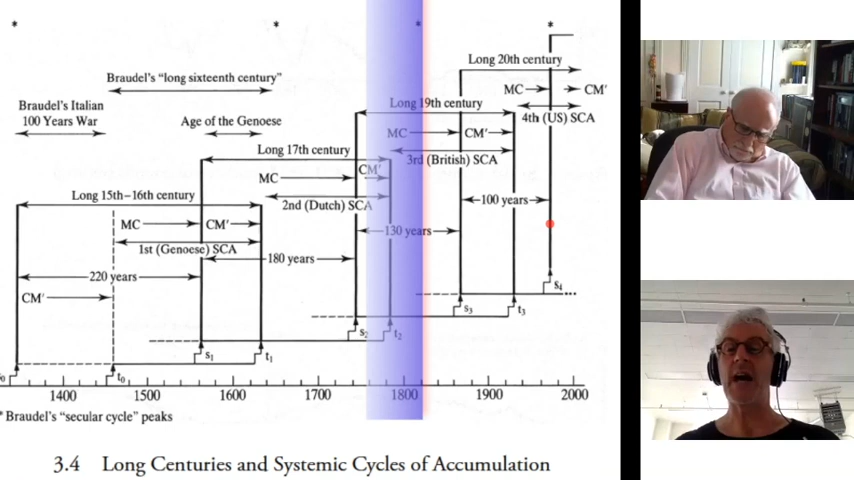 * * * *
Long 20th century
Braudel's "long sixteenth century"
MC CM'
Braudel's Italian
100 Years War
Age of the Genoese
Long 19th century
4th (US) SCA
MC CM'
Long 17th century
3rd (British) SCA
CM'
MC
Long 15th–16th century
100 years
2nd (Dutch) SCA
MC CM'
130 years
1st (Genoese) SCA
180 years
220 years
CM'
S4
S3 t3
S2 t2
S1 t1
t0
1400 1500 1600 1700 1800 1900 2000
* Braudel's "secular cycle" peaks
3.4 Long Centuries and Systemic Cycles of Accumulation